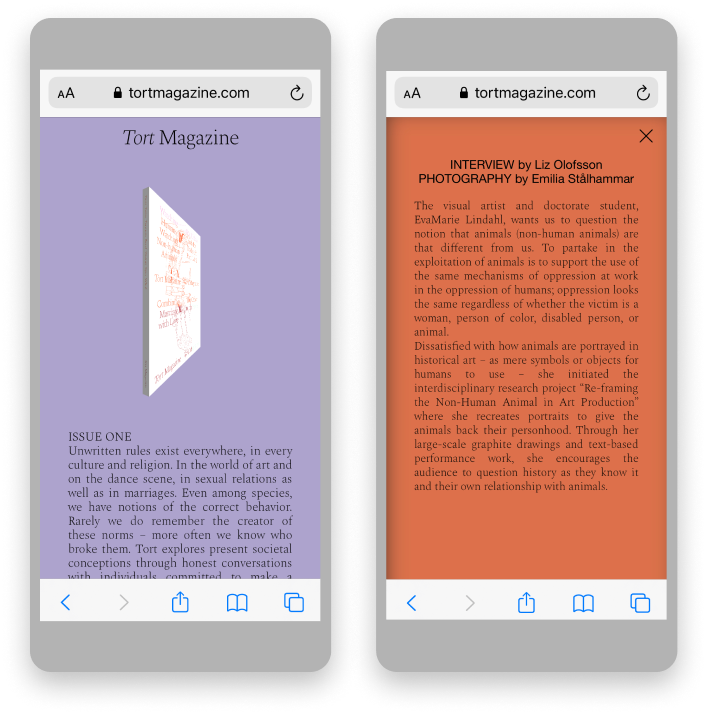 AA tortmagazine.com
Tort Magazine
ISSUE ONE
Unwritten rules exist everywhere, in every
culture and religion. In the world of art and
on the dance scene, in sexual relations as
well as in marriages. Even among species,
we have notions of the correct behavior.
Rarely we do remember the creator of
these norms – more often we know who
broke them. Tort explores present societal
conceptions through honest conversations
with individuals committed to make a
AA tortmagazine.com
INTERVIEW by Liz Olofsson
PHOTOGRAPHY by Emilia Stålhammar
The visual artist and doctorate student,
EvaMarie Lindahl, wants us to question the
notion that animals (non-human animals) are
that different from us. To partake in the
exploitation of animals is to support the use of
the same mechanisms of oppression at work
in the oppression of humans; oppression looks
the same regardless of whether the victim is a
woman, person of color, disabled person, or
animal.
Dissatisfied with how animals are portrayed in
historical art – as mere symbols or objects for
humans to use – she initiated the
interdisciplinary research project “Re-framing
the Non-Human Animal in Art Production”
where she recreates portraits to give the
animals back their personhood. Through her
large-scale graphite drawings and text-based
performance work, she encourages the
audience to question history as they know it
and their own relationship with animals.